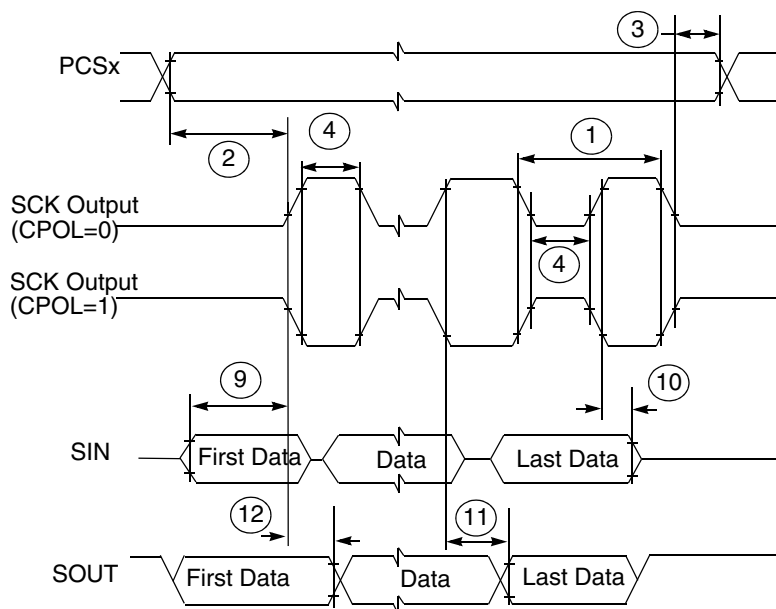 3
PCSx
2
4
1
SCK Output
(CPOL=0)
4
SCK Output
(CPOL=1)
9
10
SIN
First Data
Data
Last Data
12
11
SOUT
First Data
Data
Last Data